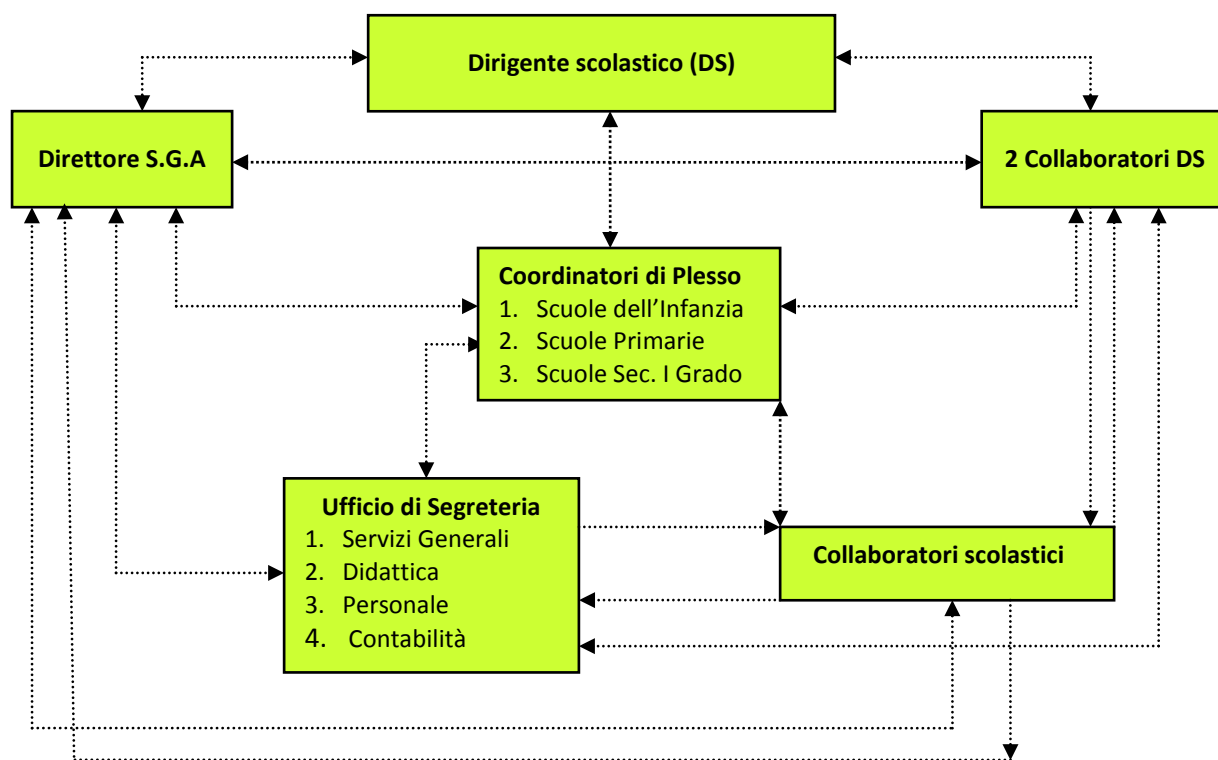 Dirigente scolastico (DS)
Direttore S.G.A
2 Collaboratori DS
Coordinatori di Plesso
1. Scuole dell’Infanzia
2. Scuole Primarie
3. Scuole Sec. I Grado
Ufficio di Segreteria
1. Servizi Generali
2. Didattica
3. Personale
4. Contabilità
Collaboratori scolastici